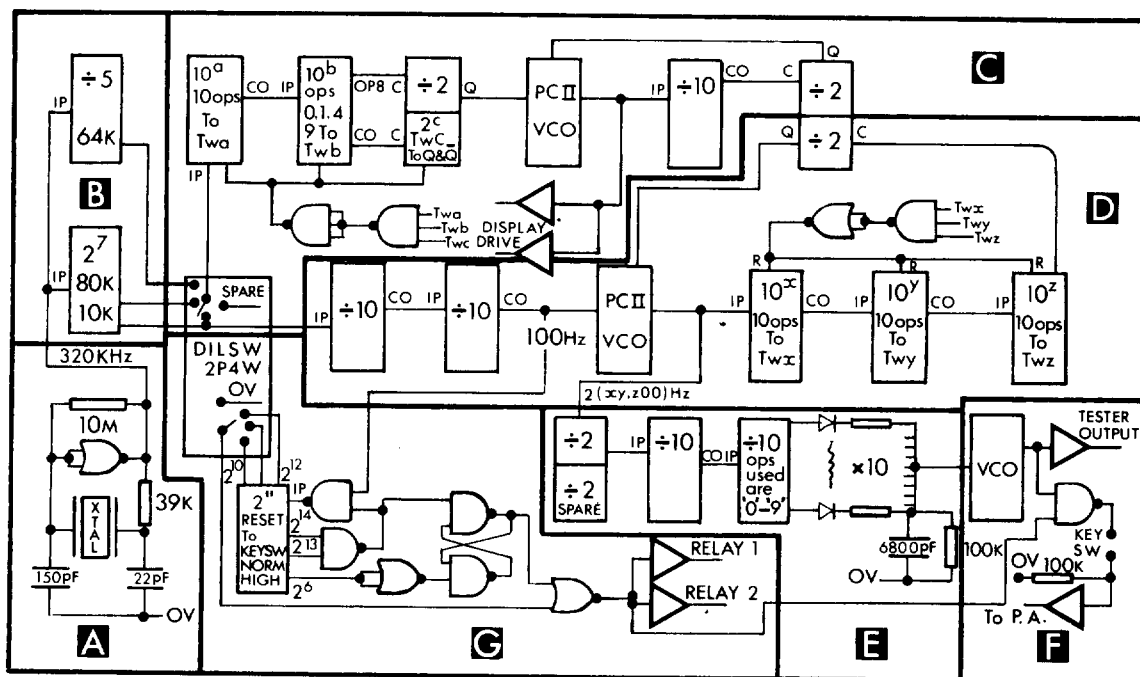 ÷5
IP
64K
B
2⁷
IP
80K
10K
320KHz
10M
39K
XTAL
150pF
22pF
OV
A
10ᵃ
10ops
To
Twa
CO
IP
10ᵇ
ops
0.1.4
9 To
Twb
OP8
C
÷2
Q
CO
C
2ᶜ
TwC
To Q&Q̅
PC II
VCO
IP
÷10
CO
C
Q
÷2
÷2
Q
C
C
IP
Twa
Twb
Twc
DISPLAY
DRIVE
Twx
Twy
Twz
D
SPARE
DILSW
2P4W
OV
IP
÷10
CO
IP
÷10
CO
100Hz
PC II
VCO
IP
R
10ˣ
10ops
To
Twx
CO
IP
R
10ʸ
10ops
To
Twy
CO
IP
R
10ᶻ
10ops
To
Twz
2(xy,z00)Hz
2¹⁰
2¹²
2"
RESET
To
KEYSW
NORM
HIGH
IP
2¹⁴
2¹³
2⁶
G
RELAY 1
RELAY 2
÷2
÷2
SPARE
IP
÷10
CO
IP
÷10
ops
used
are
'0'-'9'
×10
6800pF
100K
OV
E
VCO
TESTER
OUTPUT
KEY
SW
OV
100K
To P.A.
F